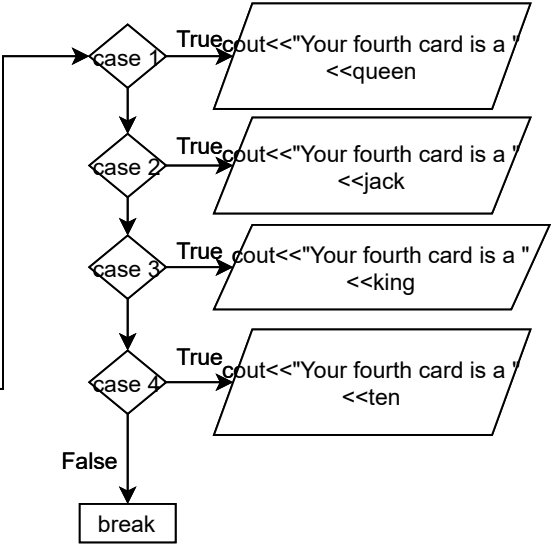 case 1
True
cout<<"Your fourth card is a "
<<queen
case 2
True
cout<<"Your fourth card is a "
<<jack
case 3
True
cout<<"Your fourth card is a "
<<king
case 4
True
cout<<"Your fourth card is a "
<<ten
False
break